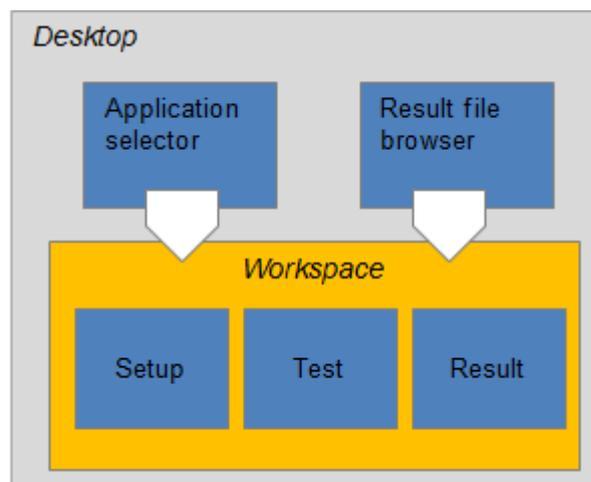 Desktop
Application
selector
Result file
browser
Workspace
Setup
Test
Result